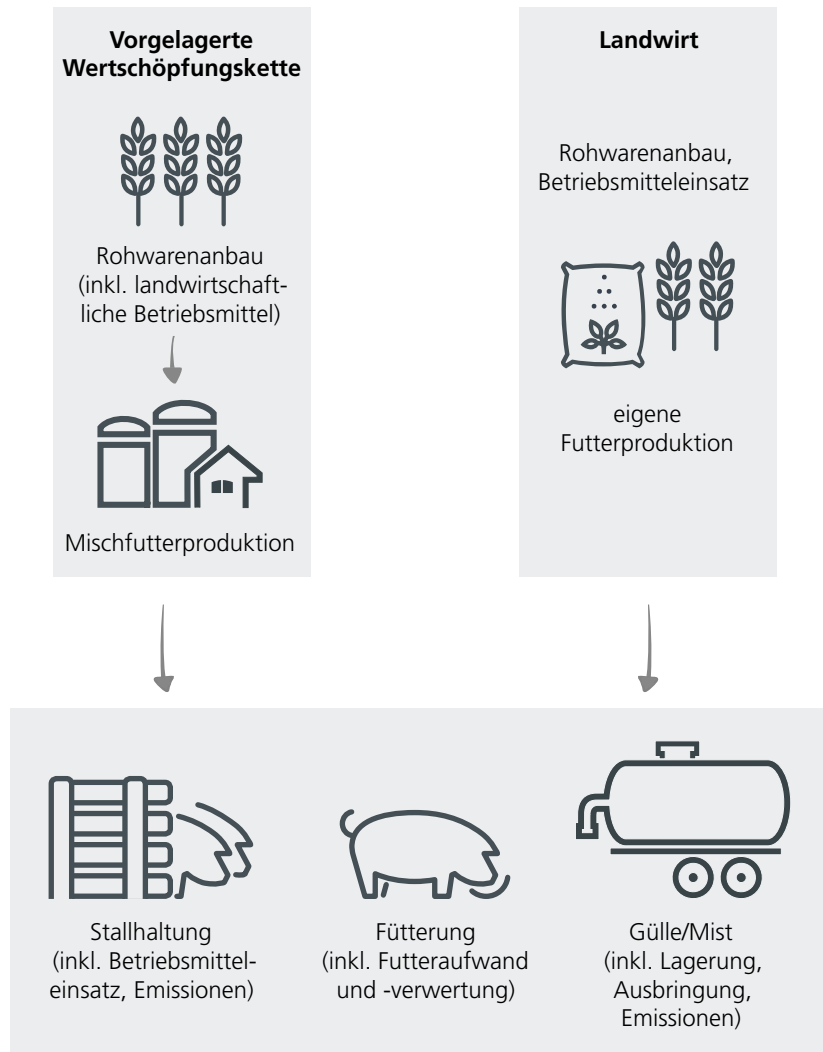 Vorgelagerte
Wertschöpfungskette
Rohwarenanbau
(inkl. landwirtschaft-
liche Betriebsmittel)
Mischfutterproduktion
Landwirt
Rohwarenanbau,
Betriebsmitteleinsatz
eigene
Futterproduktion
Stallhaltung
(inkl. Betriebsmittel-
einsatz, Emissionen)
Fütterung
(inkl. Futteraufwand
und -verwertung)
Gülle/Mist
(inkl. Lagerung,
Ausbringung,
Emissionen)